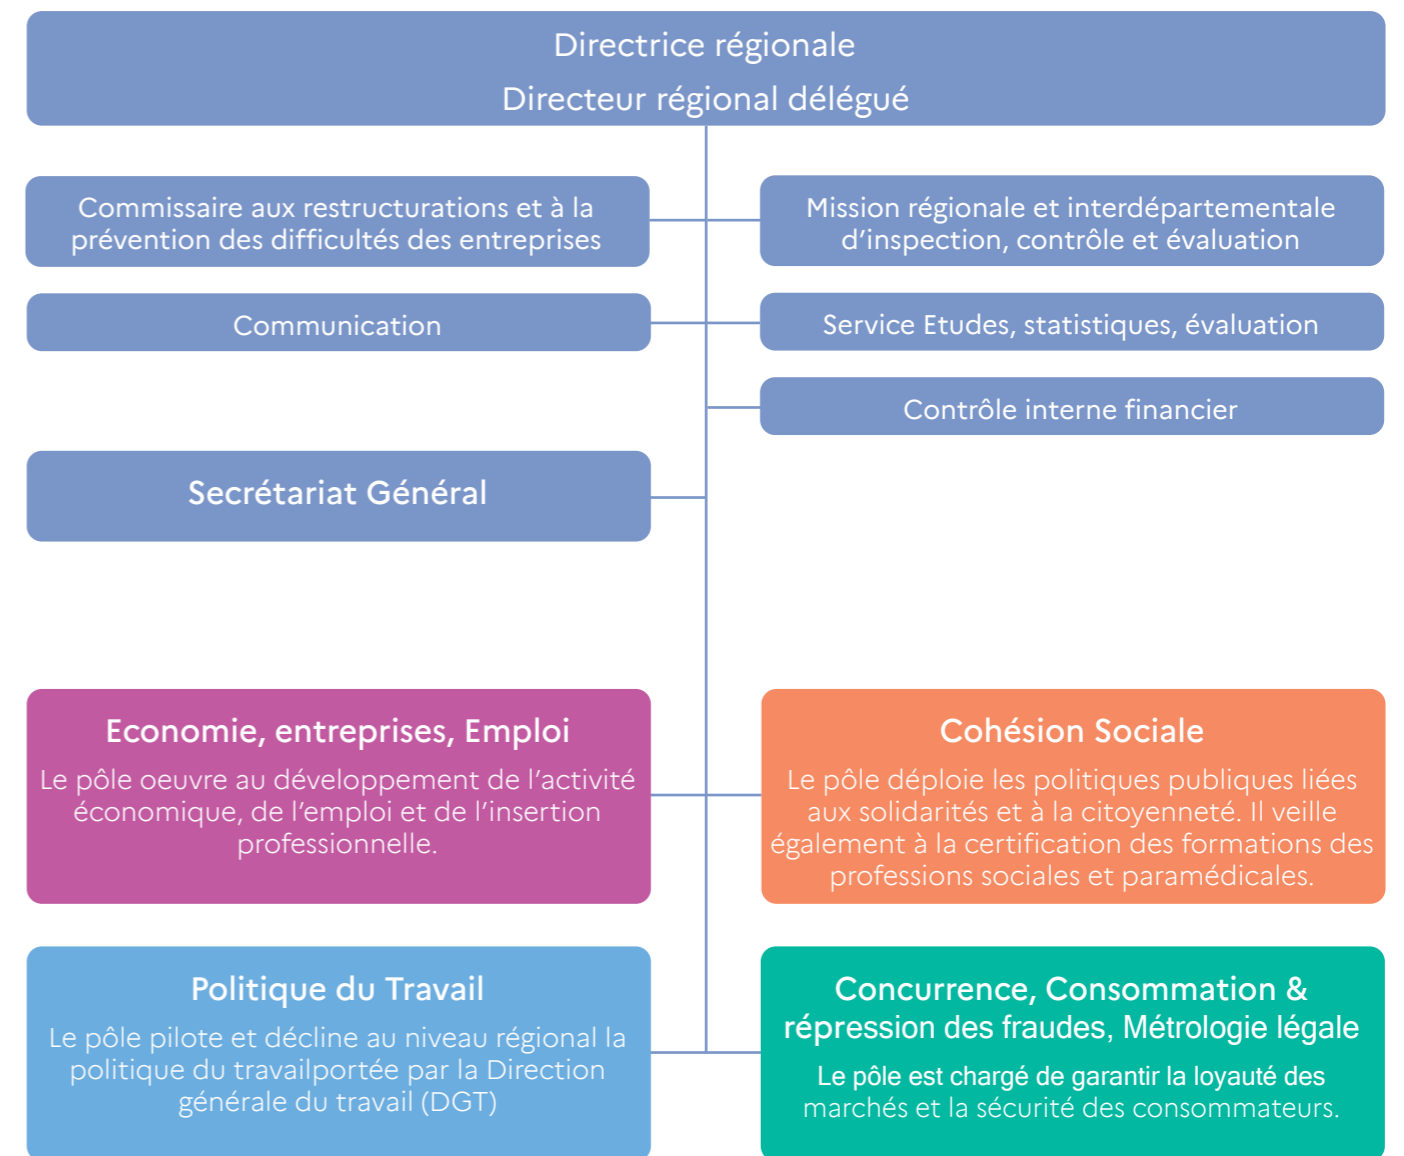 Directrice régionale
Directeur régional délégué
Commissaire aux restructurations et à la
prévention des difficultés des entreprises
Mission régionale et interdépartementale
d’inspection, contrôle et évaluation
Communication
Service Etudes, statistiques, évaluation
Contrôle interne financier
Secrétariat Général
Economie, entreprises, Emploi
Le pôle oeuvre au développement de l’activité
économique, de l’emploi et de l’insertion
professionnelle.
Cohésion Sociale
Le pôle déploie les politiques publiques liées
aux solidarités et à la citoyenneté. Il veille
également à la certification des formations des
professions sociales et paramédicales.
Politique du Travail
Le pôle pilote et décline au niveau régional la
politique du travailportée par la Direction
générale du travail (DGT)
Concurrence, Consommation &
répression des fraudes, Métrologie légale
Le pôle est chargé de garantir la loyauté des
marchés et la sécurité des consommateurs.